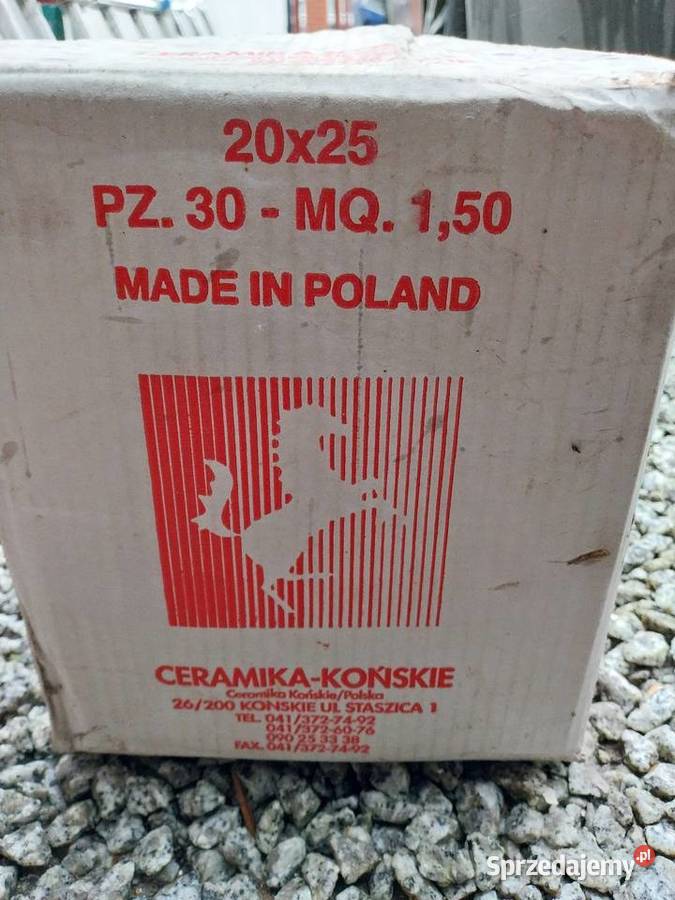 20x25
PZ. 30 - MQ. 1,50
MADE IN POLAND
CERAMIKA-KOŃSKIE
Ceramika Końskie/Polska
26/200 KOŃSKIE UL STASZICA 1
TEL. 041/372-74-92
041/372-60-76
090 25 33 38
FAX. 041/372-74-92
Sprzedajemy.pl